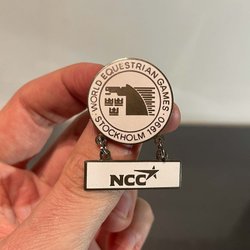 WORLD EQUESTRIAN GAMES
STOCKHOLM 1990
NCC